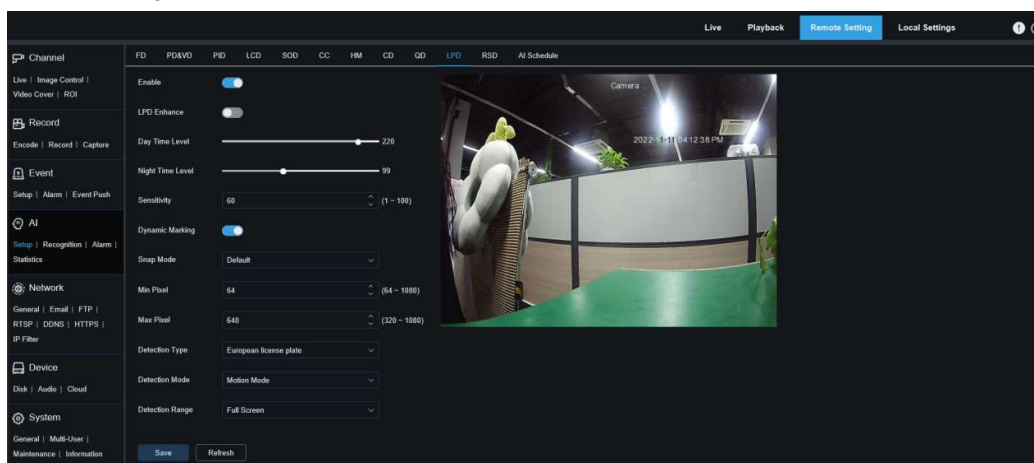 Live Playback Remote Setting Local Settings
Channel
Live | Image Control |
Video Cover | ROI
Record
Encode | Record | Capture
Event
Setup | Alarm | Event Push
AI
Setup | Recognition | Alarm |
Statistics
Network
General | Email | FTP |
RTSP | DDNS | HTTPS |
IP Filter
Device
Disk | Audio | Cloud
System
General | Multi-User |
Maintenance | Information
FD PD&VD PID LCD SOD CC HM CD QD LPD RSD AI Schedule
Enable
LPD Enhance
Day Time Level 220
Night Time Level 99
Sensitivity 60 (1 ~ 100)
Dynamic Marking
Snap Mode Default
Min Pixel 64 (64 ~ 1080)
Max Pixel 640 (320 ~ 1080)
Detection Type European license plate
Detection Mode Motion Mode
Detection Range Full Screen
Save Refresh
Camera
2022-11-11 04:12:38 PM